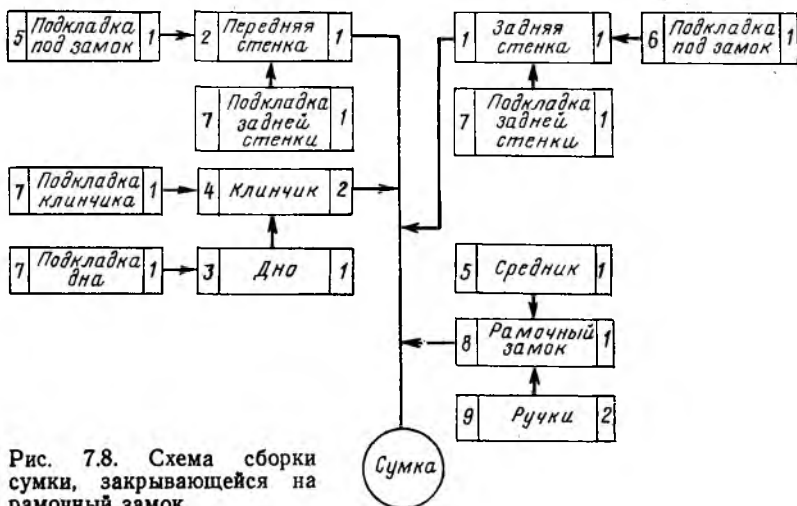 5 Подкладка под замок 1
2 Передняя стенка 1
1 Задняя стенка 1
6 Подкладка под замок 1
7 Подкладка задней стенки 1
7 Подкладка задней стенки 1
7 Подкладка клинчика 1
4 Клинчик 2
7 Подкладка дна 1
3 Дно 1
5 Средник 1
8 Рамочный замок 1
9 Ручки 2
Сумка
Рис. 7.8. Схема сборки
сумки, закрывающейся на
рамочный замок